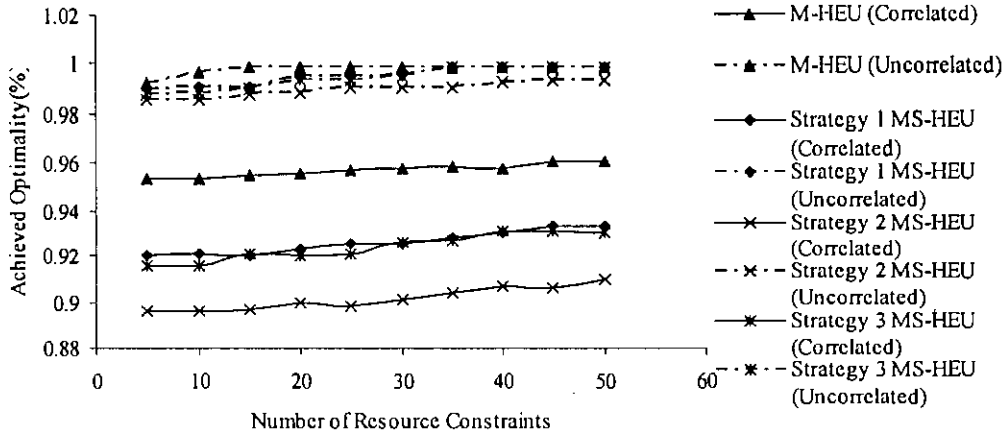 1.02
1
0.98
0.96
0.94
0.92
0.9
0.88
Achieved Optimality(%)
0
10
20
30
40
50
60
Number of Resource Constraints
M-HEU (Correlated)
M-HEU (Uncorrelated)
Strategy 1 MS-HEU
(Correlated)
Strategy 1 MS-HEU
(Uncorrelated)
Strategy 2 MS-HEU
(Correlated)
Strategy 2 MS-HEU
(Uncorrelated)
Strategy 3 MS-HEU
(Correlated)
Strategy 3 MS-HEU
(Uncorrelated)